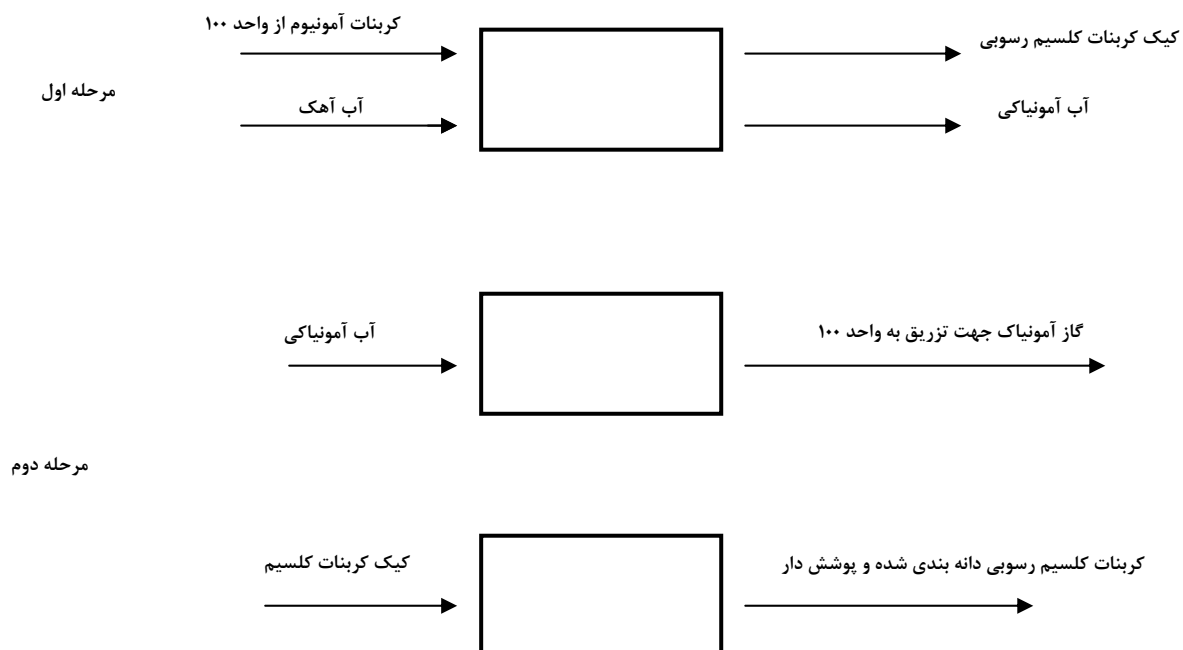 کربنات آمونیوم از واحد ۱۰۰
کیک کربنات کلسیم رسوبی
مرحله اول
آب آهک
آب آمونیاکی
آب آمونیاکی
گاز آمونیاک جهت تزریق به واحد ۱۰۰
مرحله دوم
کیک کربنات کلسیم
کربنات کلسیم رسوبی دانه بندی شده و پوشش دار